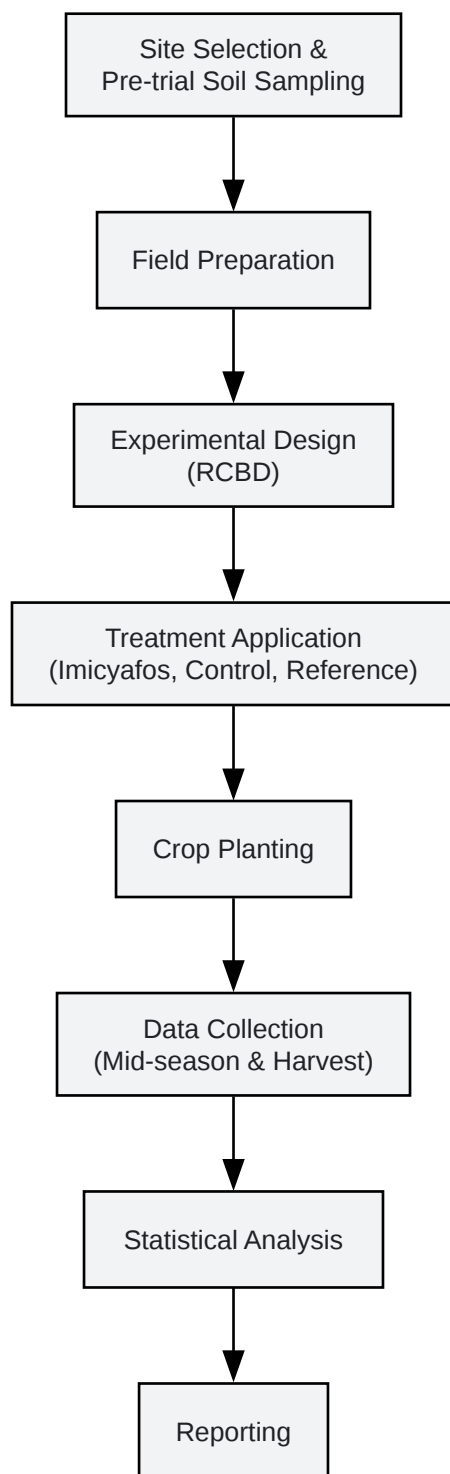 Site Selection &
Pre-trial Soil Sampling
Field Preparation
Experimental Design
(RCBD)
Treatment Application
(Imicyafos, Control, Reference)
Crop Planting
Data Collection
(Mid-season & Harvest)
Statistical Analysis
Reporting